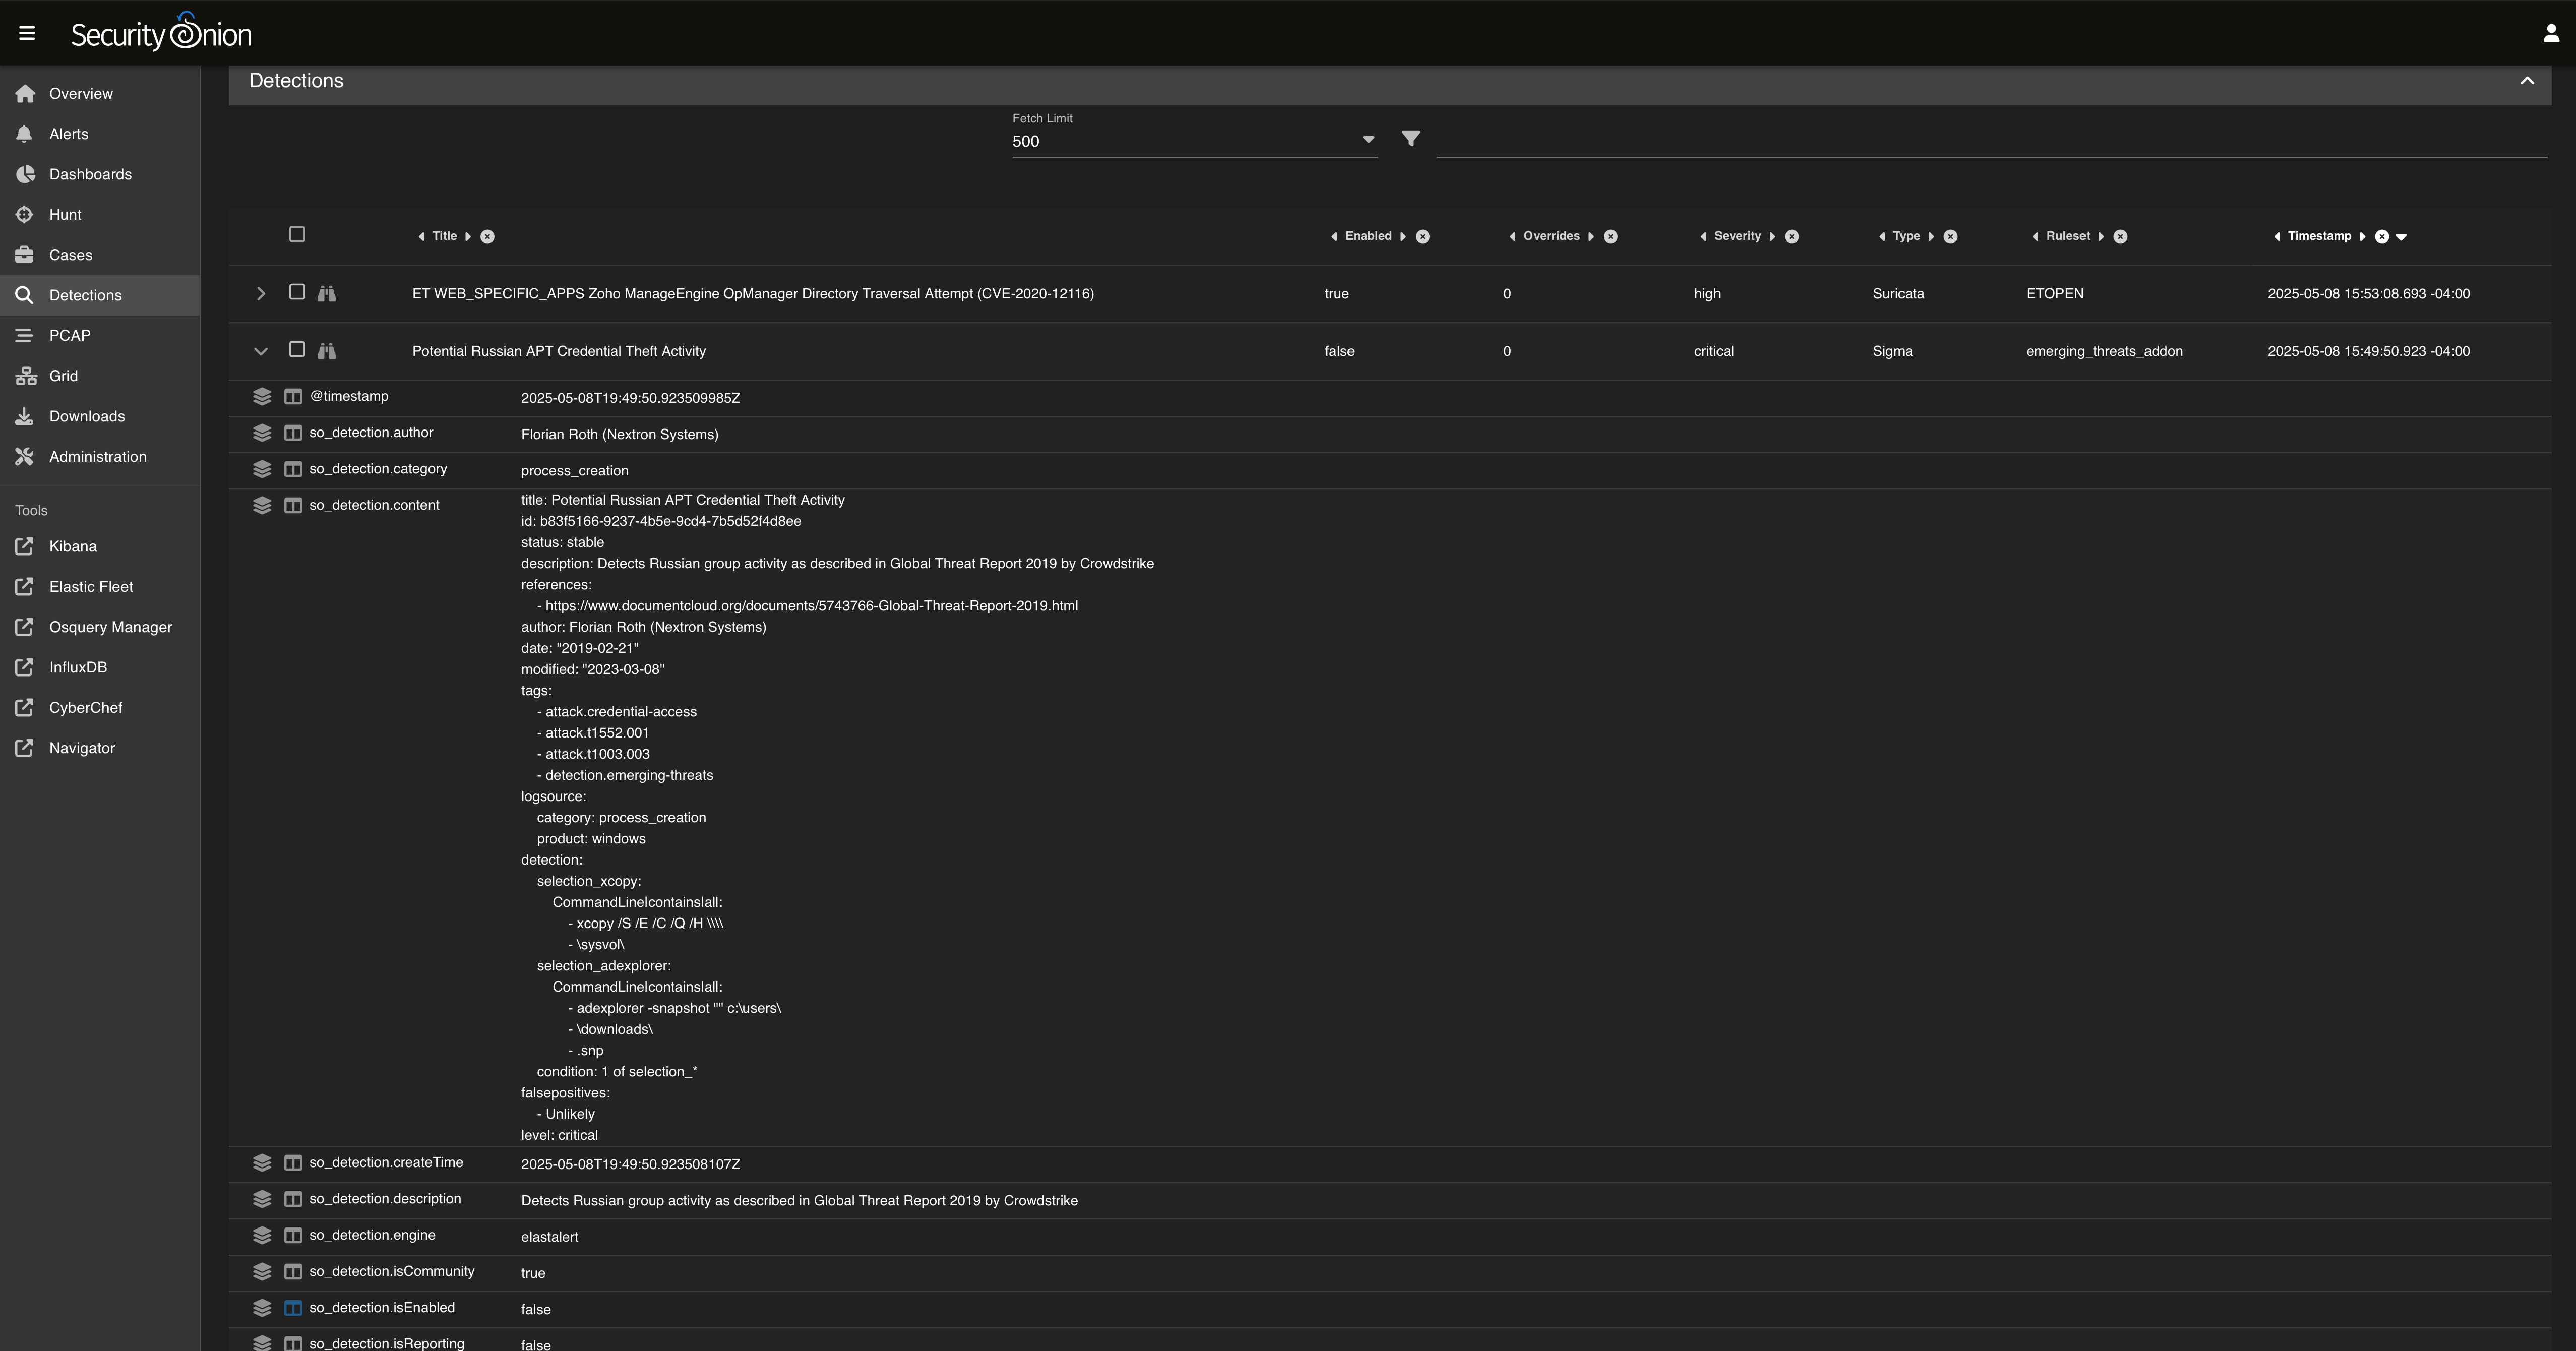 Security Onion
Overview
Alerts
Dashboards
Hunt
Cases
Detections
PCAP
Grid
Downloads
Administration
Tools
Kibana
Elastic Fleet
Osquery Manager
InfluxDB
CyberChef
Navigator
Detections
Fetch Limit
500
Title Enabled Overrides Severity Type Ruleset Timestamp
ET WEB_SPECIFIC_APPS Zoho ManageEngine OpManager Directory Traversal Attempt (CVE-2020-12116) true 0 high Suricata ETOPEN 2025-05-08 15:53:08.693 -04:00
Potential Russian APT Credential Theft Activity false 0 critical Sigma emerging_threats_addon 2025-05-08 15:49:50.923 -04:00
@timestamp 2025-05-08T19:49:50.923509985Z
so_detection.author Florian Roth (Nextron Systems)
so_detection.category process_creation
so_detection.content title: Potential Russian APT Credential Theft Activity
id: b83f5166-9237-4b5e-9cd4-7b5d52f4d8ee
status: stable
description: Detects Russian group activity as described in Global Threat Report 2019 by Crowdstrike
references:
- https://www.documentcloud.org/documents/5743766-Global-Threat-Report-2019.html
author: Florian Roth (Nextron Systems)
date: "2019-02-21"
modified: "2023-03-08"
tags:
- attack.credential-access
- attack.t1552.001
- attack.t1003.003
- detection.emerging-threats
logsource:
category: process_creation
product: windows
detection:
selection_xcopy:
CommandLine|contains|all:
- xcopy /S /E /C /Q /H \\\\
- \sysvol\
selection_adexplorer:
CommandLine|contains|all:
- adexplorer -snapshot "" c:\users\
- \downloads\
- .snp
condition: 1 of selection_*
falsepositives:
- Unlikely
level: critical
so_detection.createTime 2025-05-08T19:49:50.923508107Z
so_detection.description Detects Russian group activity as described in Global Threat Report 2019 by Crowdstrike
so_detection.engine elastalert
so_detection.isCommunity true
so_detection.isEnabled false
so_detection.isReporting false